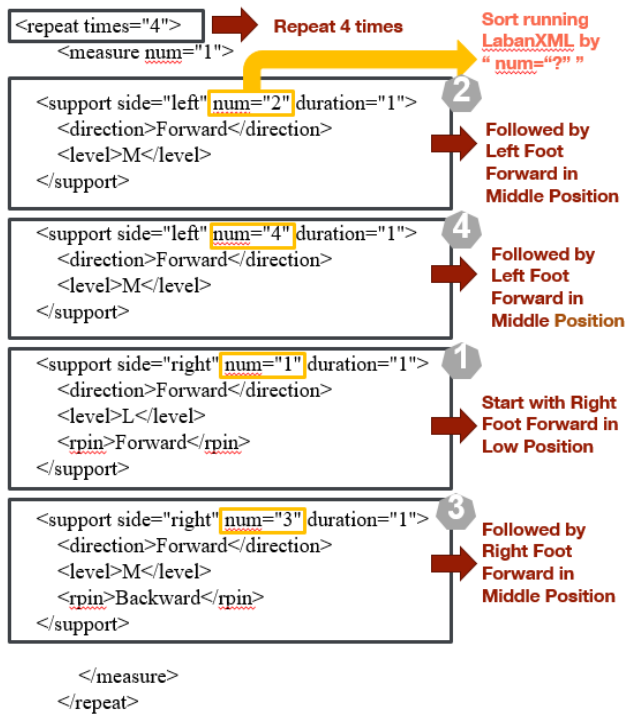 <repeat times="4">
Repeat 4 times
<measure num="1">
Sort running
LabanXML by
“ num=“?” ”
<support side="left" num="2" duration="1">
<direction>Forward</direction>
<level>M</level>
</support>
2
Followed by
Left Foot
Forward in
Middle Position
<support side="left" num="4" duration="1">
<direction>Forward</direction>
<level>M</level>
</support>
4
Followed by
Left Foot
Forward in
Middle Position
<support side="right" num="1" duration="1">
<direction>Forward</direction>
<level>L</level>
<rpin>Forward</rpin>
</support>
1
Start with Right
Foot Forward in
Low Position
<support side="right" num="3" duration="1">
<direction>Forward</direction>
<level>M</level>
<rpin>Backward</rpin>
</support>
3
Followed by
Right Foot
Forward in
Middle Position
</measure>
</repeat>